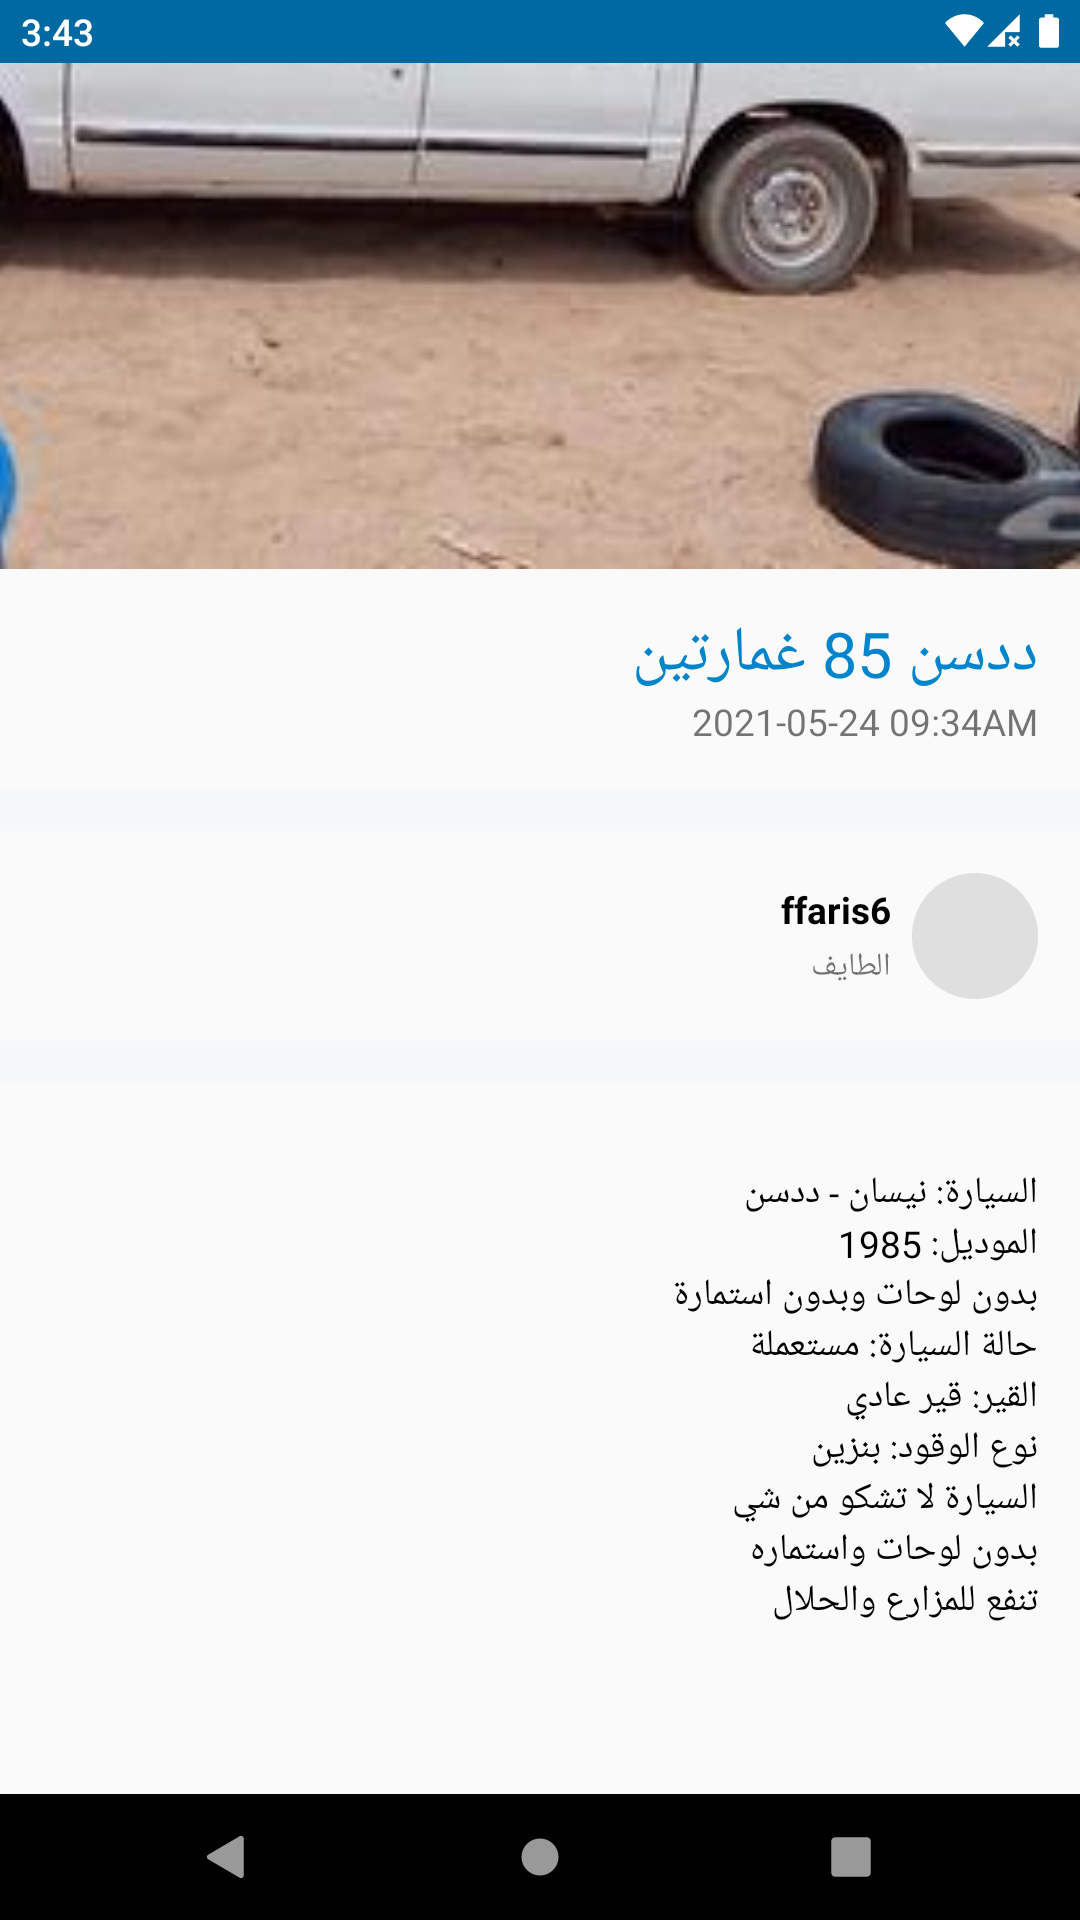 3:43
ددسن 85 غمارتين
2021-05-24 09:34AM
ffaris6
الطايف
السيارة: نيسان - ددسن
الموديل: 1985
بدون لوحات وبدون استمارة
حالة السيارة: مستعملة
القير: قير عادي
نوع الوقود: بنزين
السيارة لا تشكو من شي
بدون لوحات واستماره
تنفع للمزارع والحلال